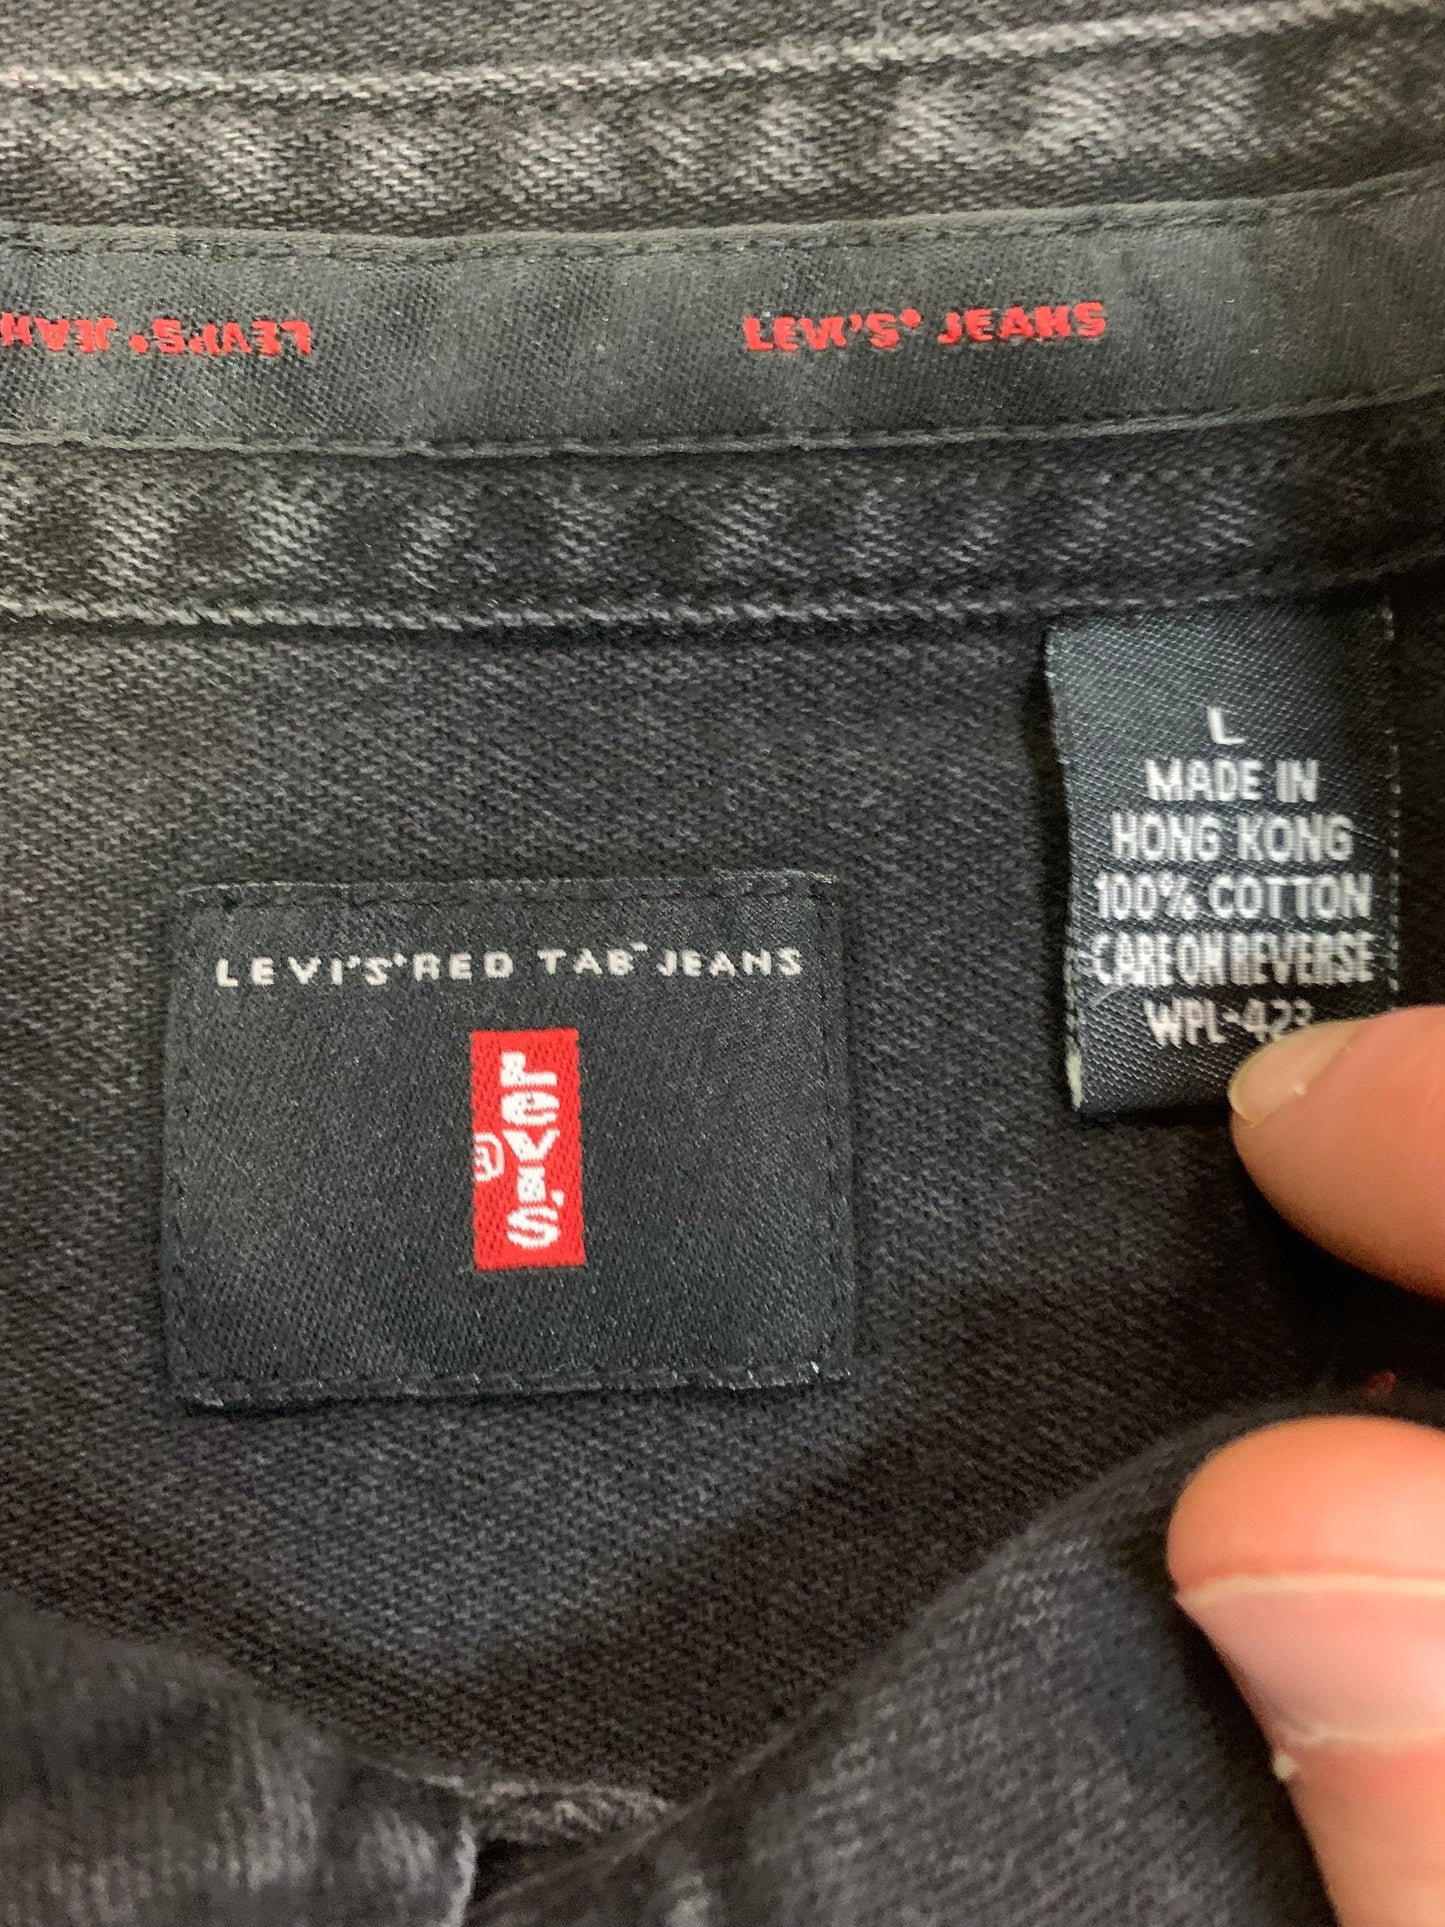 LEVI'S JEANS
LEVI'S JEANS
L
MADE IN
HONG KONG
100% COTTON
CARE ON REVERSE
WPL-423
LEVI'S RED TAB™ JEANS
Levi's
®